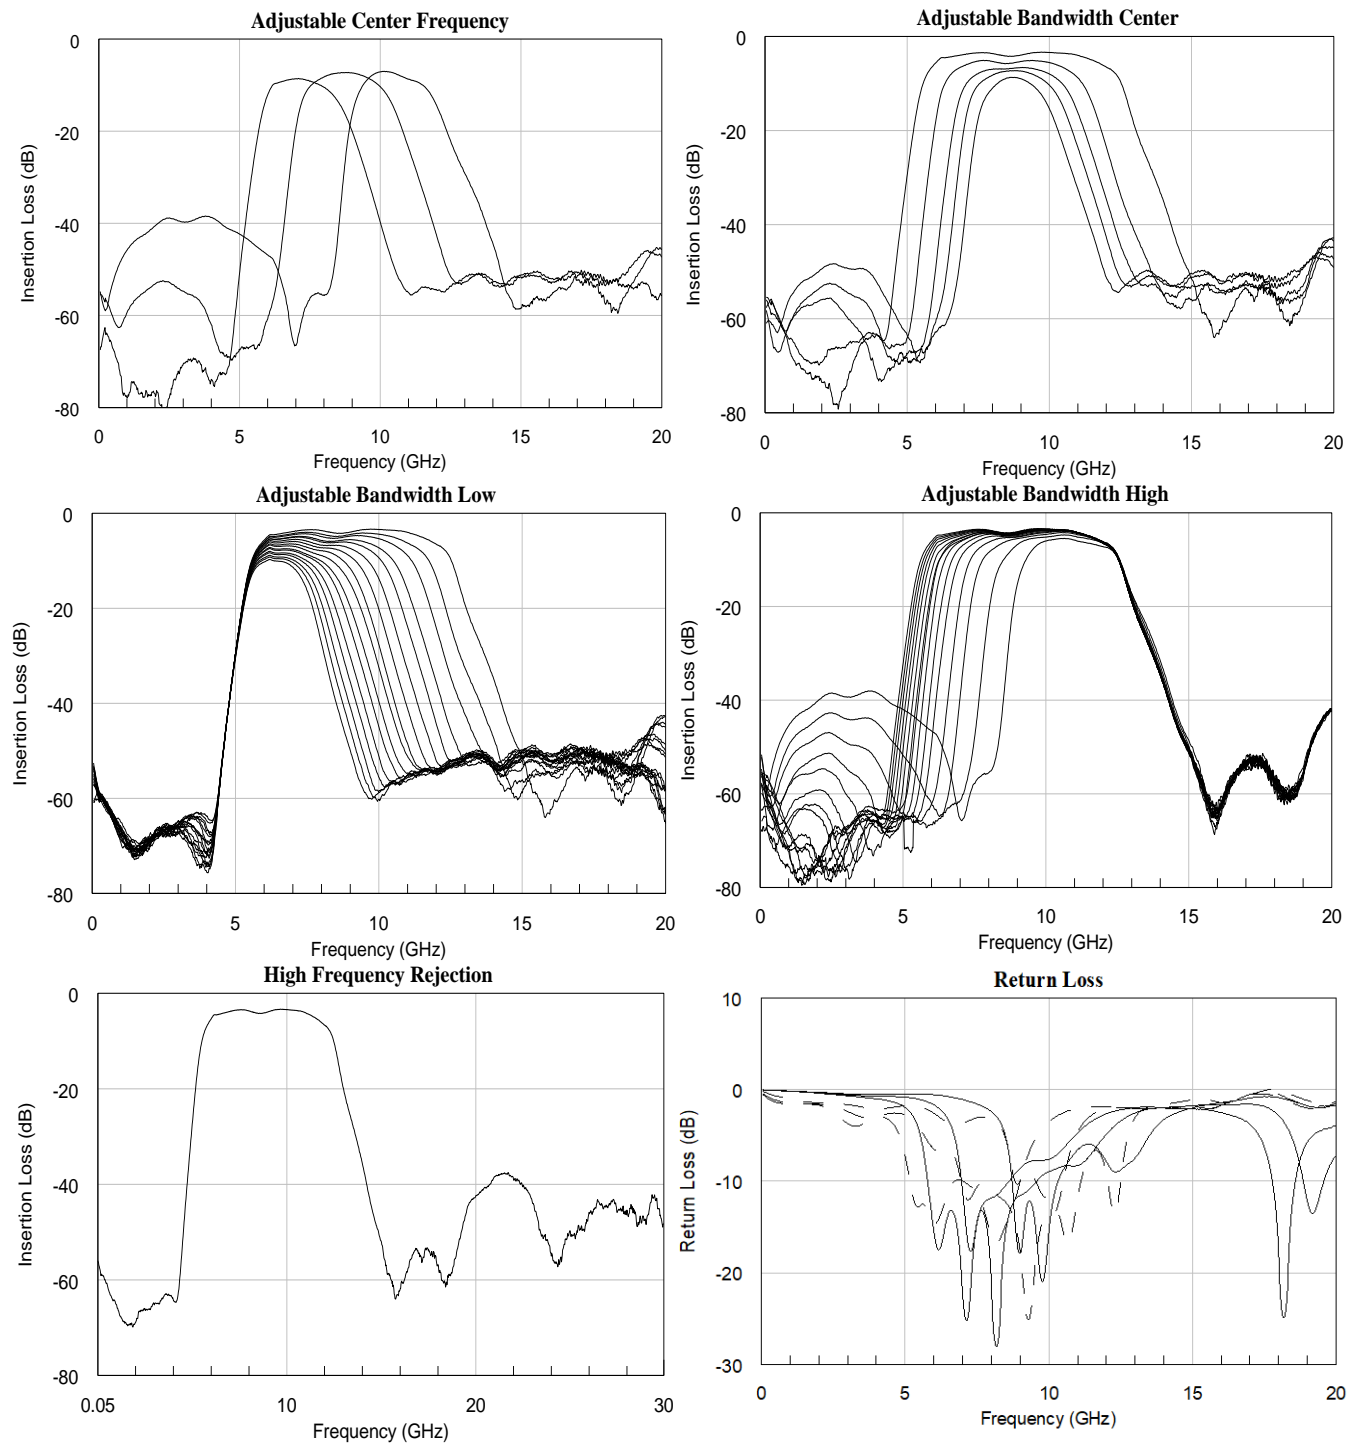 Adjustable Center Frequency
0
-20
-40
-60
-80
Insertion Loss (dB)
0 5 10 15 20
Frequency (GHz)
Adjustable Bandwidth Center
0
-20
-40
-60
-80
Insertion Loss (dB)
0 5 10 15 20
Frequency (GHz)
Adjustable Bandwidth Low
0
-20
-40
-60
-80
Insertion Loss (dB)
0 5 10 15 20
Frequency (GHz)
Adjustable Bandwidth High
0
-20
-40
-60
-80
Insertion Loss (dB)
0 5 10 15 20
Frequency (GHz)
High Frequency Rejection
0
-20
-40
-60
-80
Insertion Loss (dB)
0.05 10 20 30
Frequency (GHz)
Return Loss
10
0
-10
-20
-30
Return Loss (dB)
0 5 10 15 20
Frequency (GHz)